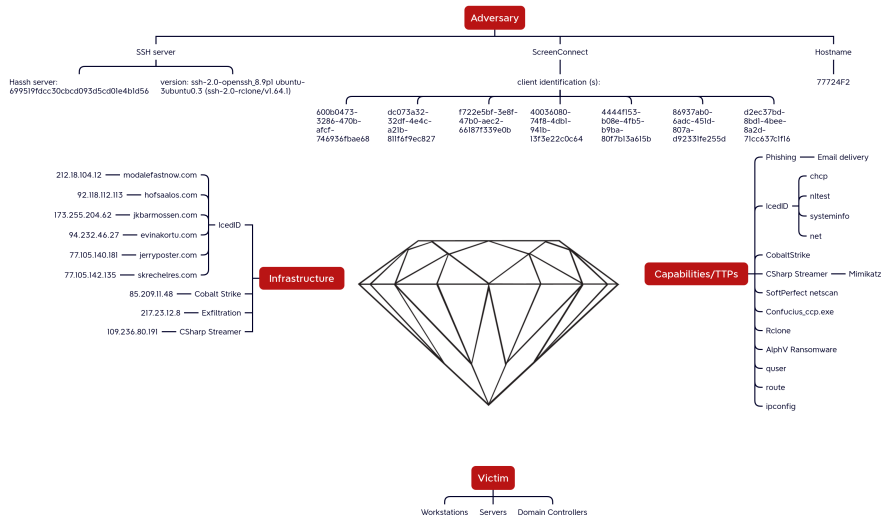 Adversary
SSH server
ScreenConnect
Hostname
Hassh server:
699519fdcc30cbcd093d5cd01e4b1d56
version: ssh-2.0-openssh_8.9p1 ubuntu-
3ubuntu0.3 (ssh-2.0-rclone/v1.64.1)
client identification (s):
77724F2
600b0473-
3286-470b-
afcf-
746936fbae68
dc073a32-
32df-4e4c-
a21b-
811f6f9ec827
f722e5bf-3e8f-
47b0-aec2-
66187f339e0b
40036080-
74f8-4db1-
941b-
13f3e22c0c64
4444f153-
b08e-4fb5-
b9ba-
80f7b13a615b
86937ab0-
6adc-451d-
807a-
d92331fe255d
d2ec37bd-
8bd1-4bee-
8a2d-
71cc637c1f16
212.18.104.12
modalefastnow.com
92.118.112.113
hofsaalos.com
173.255.204.62
jkbarmossen.com
94.232.46.27
evinakortu.com
77.105.140.181
jerryposter.com
77.105.142.135
skrechelres.com
IcedID
85.209.11.48
Cobalt Strike
217.23.12.8
Exfiltration
109.236.80.191
CSharp Streamer
Infrastructure
Capabilities/TTPs
Phishing
Email delivery
IcedID
chcp
nltest
systeminfo
net
CobaltStrike
CSharp Streamer
Mimikatz
SoftPerfect netscan
Confucius_ccp.exe
Rclone
AlphV Ransomware
quser
route
ipconfig
Victim
Workstations
Servers
Domain Controllers